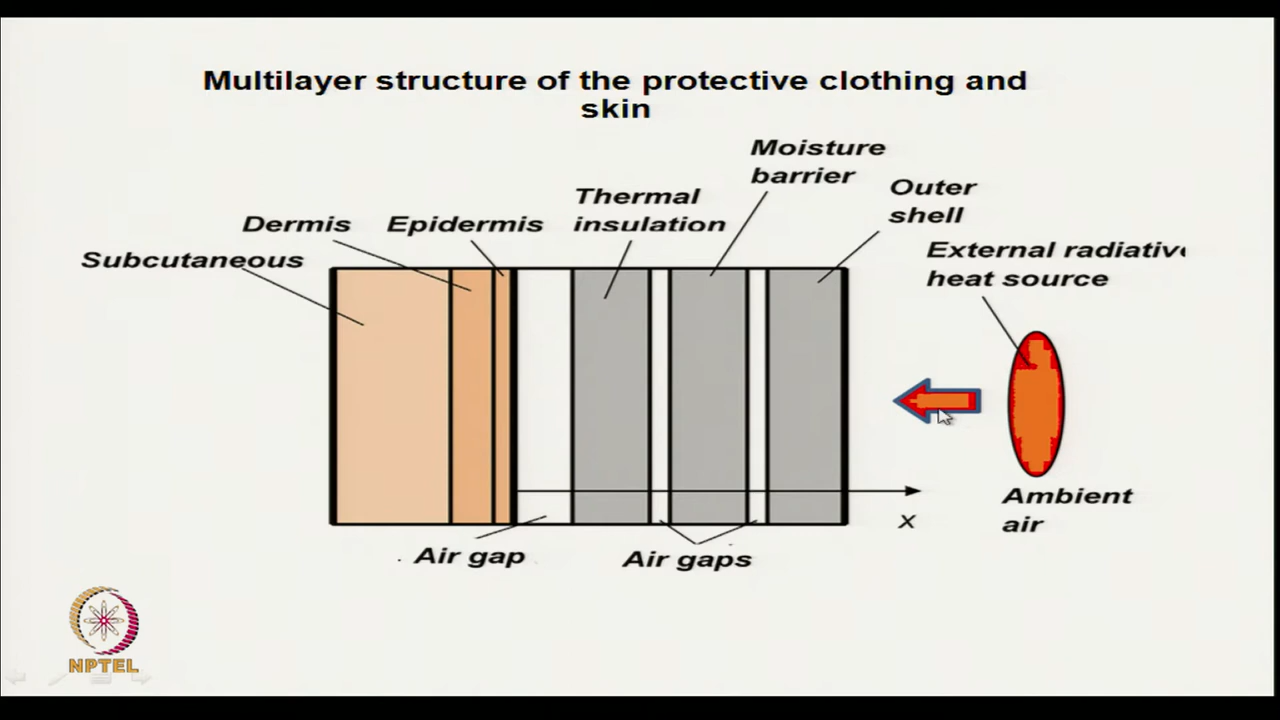 Multilayer structure of the protective clothing and
skin
Moisture
barrier
Outer
shell
Thermal
insulation
Dermis
Epidermis
Subcutaneous
External radiative
heat source
x
Ambient
air
Air gap
Air gaps
NPTEL